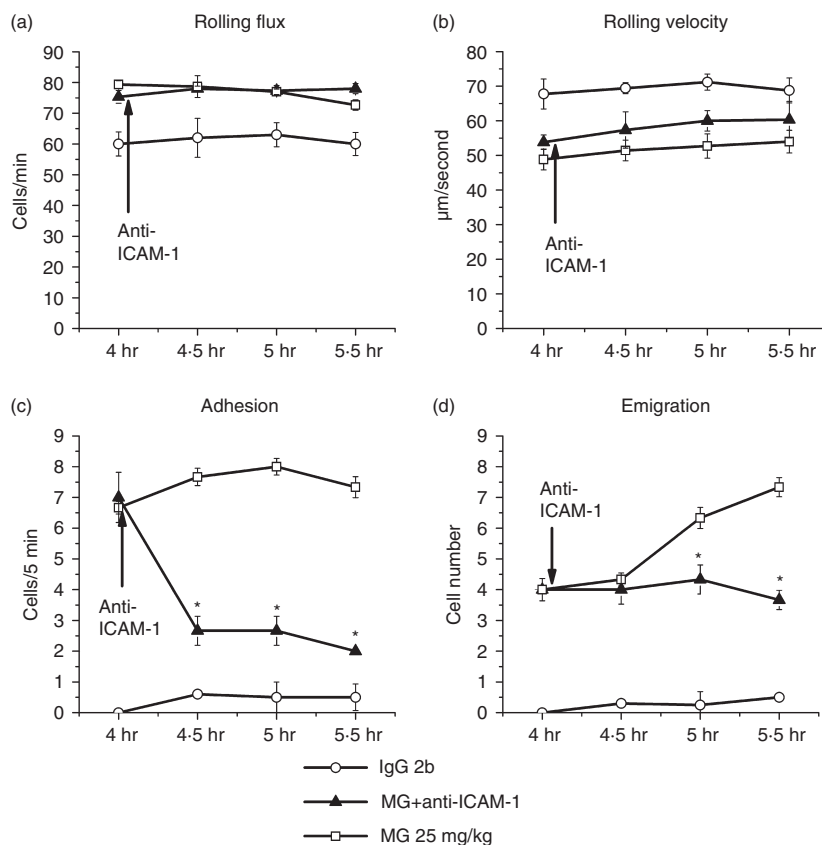 (a) Rolling flux
90
80
70
60
50
40
30
20
10
0
Cells/min
Anti-
ICAM-1
4 hr 4·5 hr 5 hr 5·5 hr
(b) Rolling velocity
80
70
60
50
40
30
20
10
0
µm/second
Anti-
ICAM-1
4 hr 4·5 hr 5 hr 5·5 hr
(c) Adhesion
9
8
7
6
5
4
3
2
1
0
Cells/5 min
Anti-
ICAM-1
* * *
4 hr 4·5 hr 5 hr 5·5 hr
(d) Emigration
9
8
7
6
5
4
3
2
1
0
Cell number
Anti-
ICAM-1
* *
4 hr 4·5 hr 5 hr 5·5 hr
IgG 2b
MG+anti-ICAM-1
MG 25 mg/kg